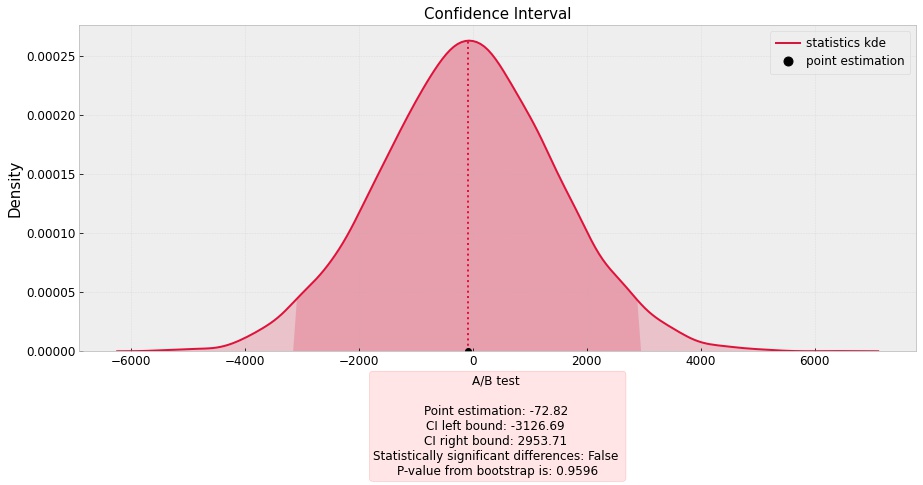 Confidence Interval
statistics kde
point estimation
Density
0.00025
0.00020
0.00015
0.00010
0.00005
0.00000
−6000 −4000 −2000 0 2000 4000 6000
A/B test
Point estimation: -72.82
CI left bound: -3126.69
CI right bound: 2953.71
Statistically significant differences: False
P-value from bootstrap is: 0.9596